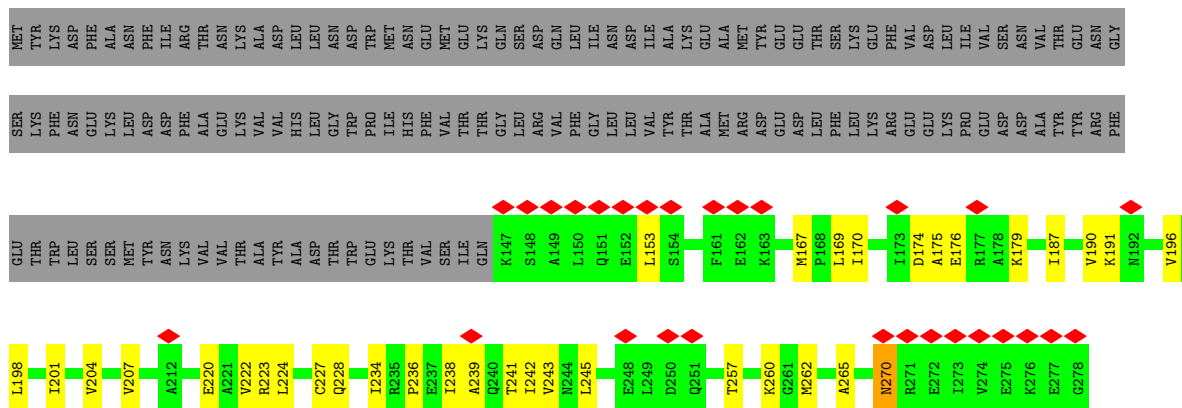 MET TYR LYS ASP PHE ALA ASN PHE ILE ARG THR ASN LYS ALA ASP LEU LEU ASN ASP TRP MET ASN GLU MET GLU LYS GLN SER ASP GLN LEU ILE ASN ASP ILE ALA LYS GLU ALA MET TYR GLU GLU THR SER LYS GLU PHE VAL ASP LEU ILE VAL SER ASN VAL THR GLU ASN GLY
SER LYS PHE ASN GLU LYS LEU ASP ASP PHE ALA GLU LYS VAL VAL HIS LEU GLY TRP PRO ILE HIS PHE VAL THR THR GLY LEU ARG VAL PHE GLY LEU LEU VAL TYR THR ALA MET ARG ASP GLU ASP LEU PHE LEU LYS ARG GLU GLU LYS PRO GLU ASP ASP ALA TYR TYR ARG PHE
GLU THR TRP LEU SER SER MET TYR ASN LYS VAL VAL THR ALA TYR ALA ASP THR TRP GLU LYS THR VAL SER ILE GLN K147 S148 A149 L150 Q151 E152 L153 S154 F161 E162 K163 M167 P168 L169 I170 I173 D174 A175 E176 R177 A178 K179 I187 V190 K191 N192 V196
L198 I201 V204 V207 A212 E220 A221 V222 R223 L224 C227 Q228 I234 R235 P236 E237 I238 A239 Q240 T241 I242 V243 N244 L245 E248 L249 D250 Q251 T257 K260 G261 M262 A265 N270 R271 E272 I273 V274 E275 K276 E277 G278